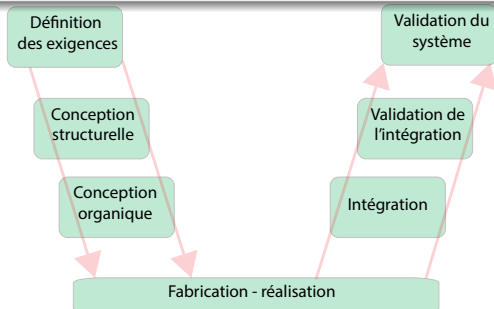 Définition
des exigences
Conception
structurelle
Conception
organique
Fabrication - réalisation
Intégration
Validation de
l'intégration
Validation du
système